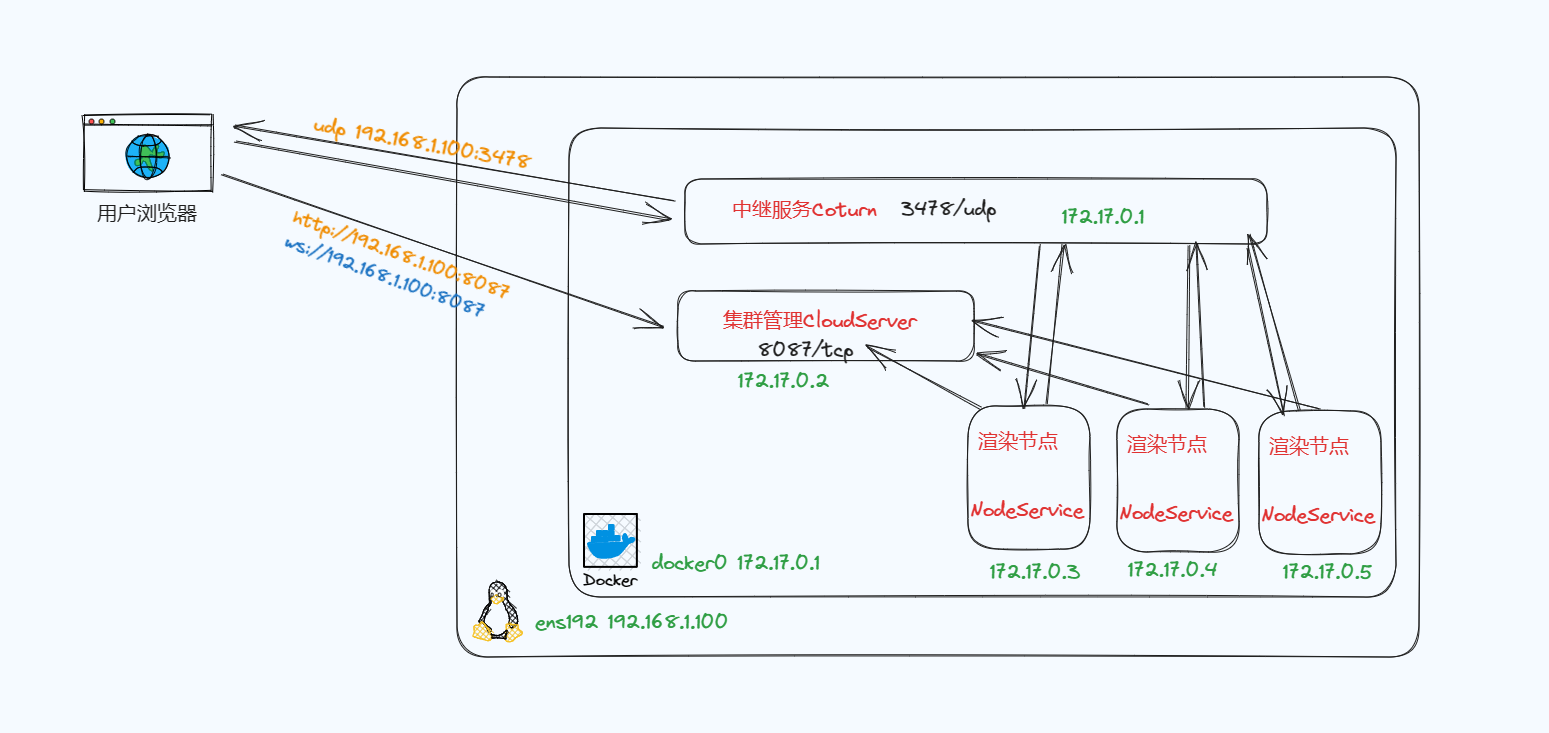 用户浏览器
udp 192.168.1.100:3478
http://192.168.1.100:8087
ws://192.168.1.100:8087
中继服务Coturn 3478/udp 172.17.0.1
集群管理CloudServer
8087/tcp
172.17.0.2
渲染节点
NodeService
172.17.0.3
渲染节点
NodeService
172.17.0.4
渲染节点
NodeService
172.17.0.5
Docker
docker0 172.17.0.1
ens192 192.168.1.100